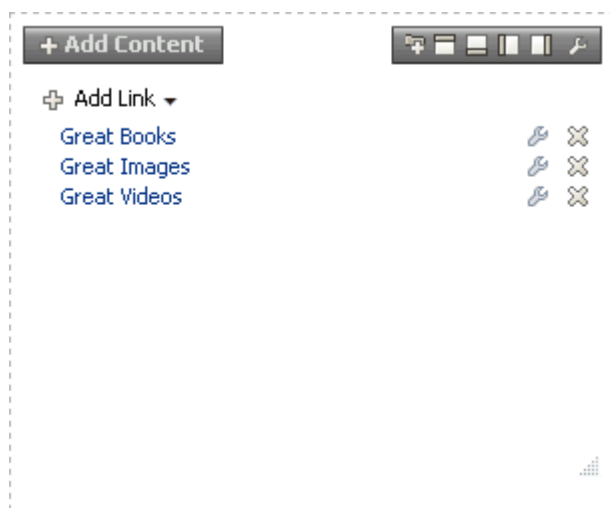 + Add Content
Add Link
Great Books
Great Images
Great Videos